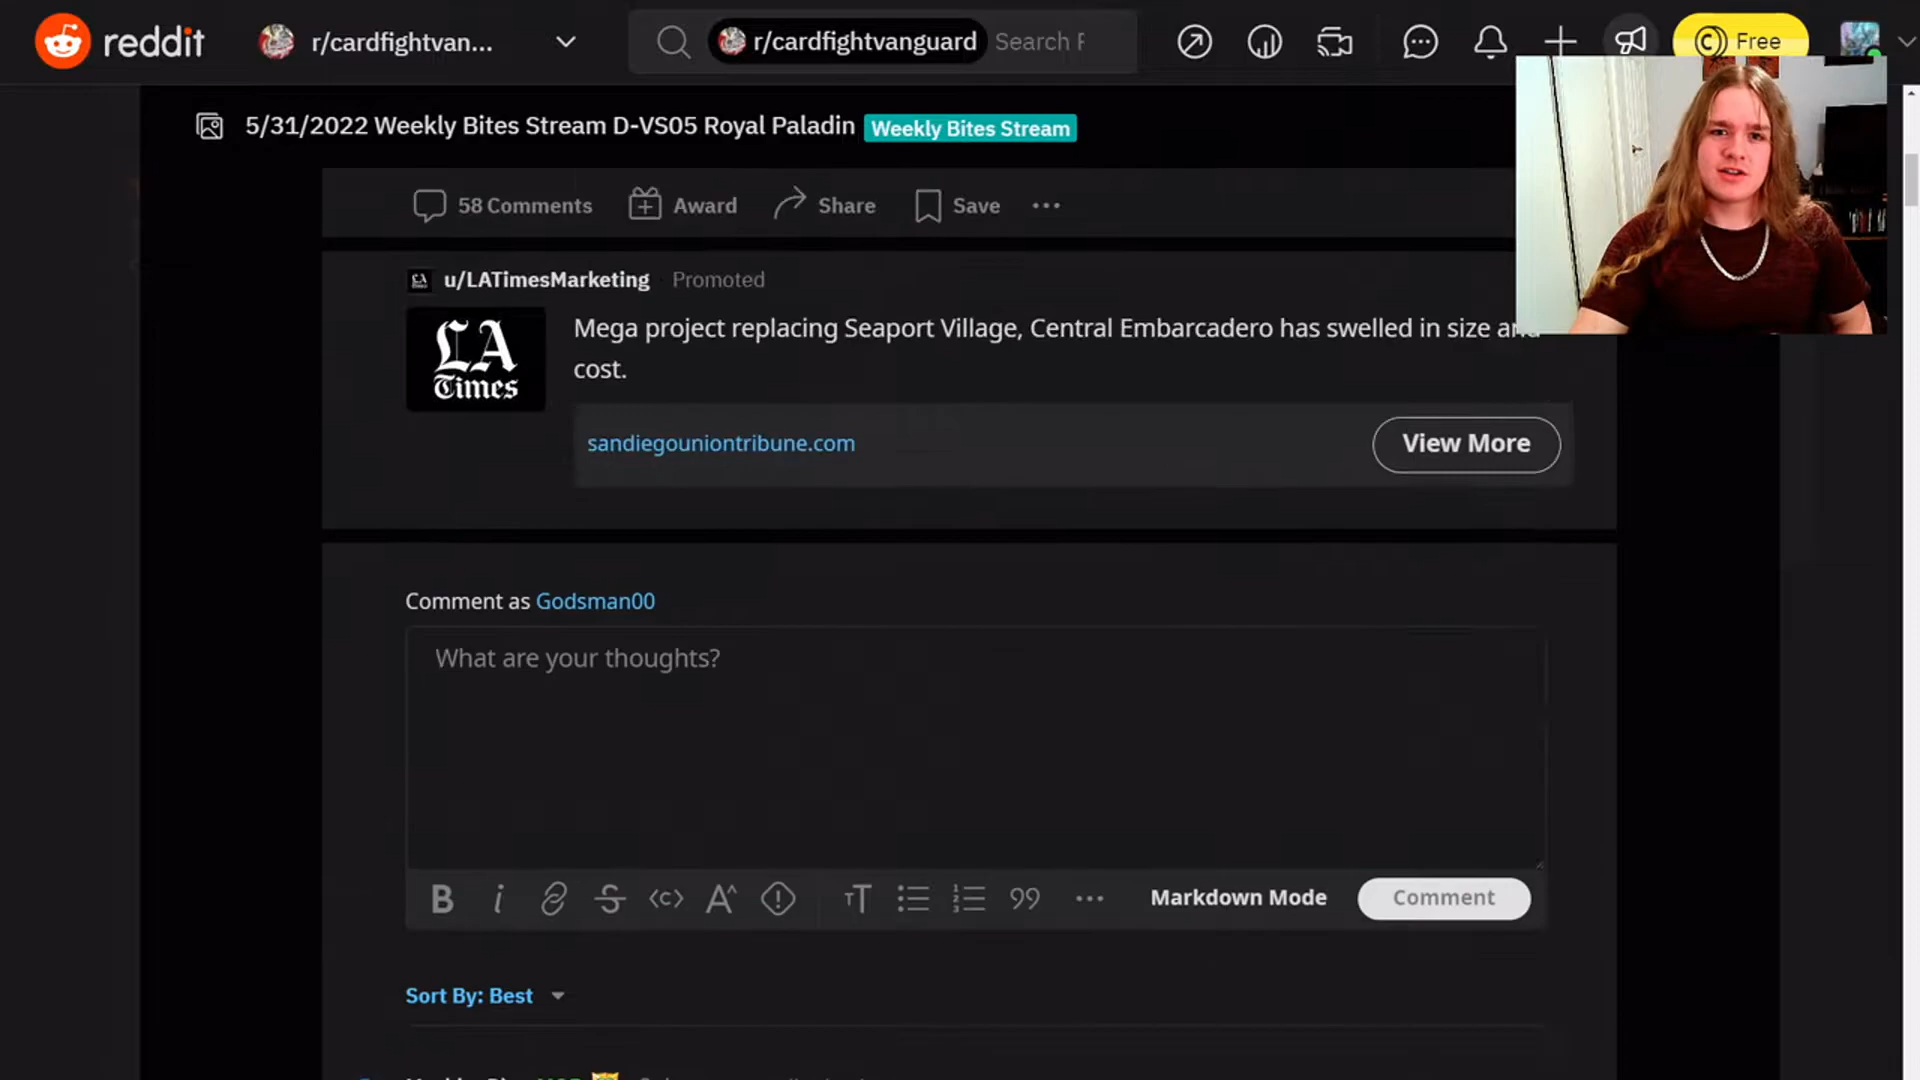 reddit
r/cardfightvan...
r/cardfightvanguard
Search
Free
5/31/2022 Weekly Bites Stream D-VS05 Royal Paladin
Weekly Bites Stream
58 Comments
Award
Share
Save
u/LATimesMarketing
Promoted
LA
Times
Mega project replacing Seaport Village, Central Embarcadero has swelled in size and
cost.
sandiegouniontribune.com
View More
Comment as Godsman00
What are your thoughts?
Markdown Mode
Comment
Sort By: Best